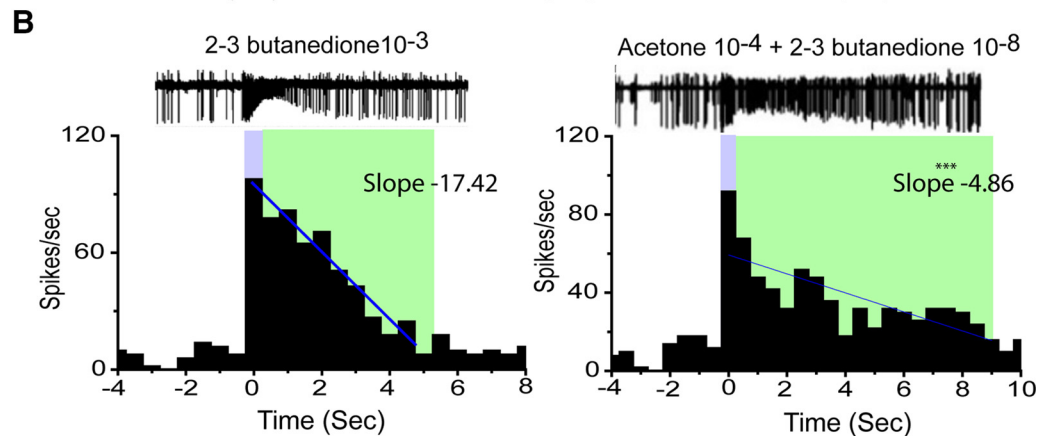 B
2-3 butanedione10-3
120
60
0
Spikes/sec
Slope -17.42
-4 -2 0 2 4 6 8
Time (Sec)
Acetone 10-4 + 2-3 butanedione 10-8
120
80
40
0
Spikes/sec
***
Slope -4.86
-4 -2 0 2 4 6 8 10
Time (Sec)